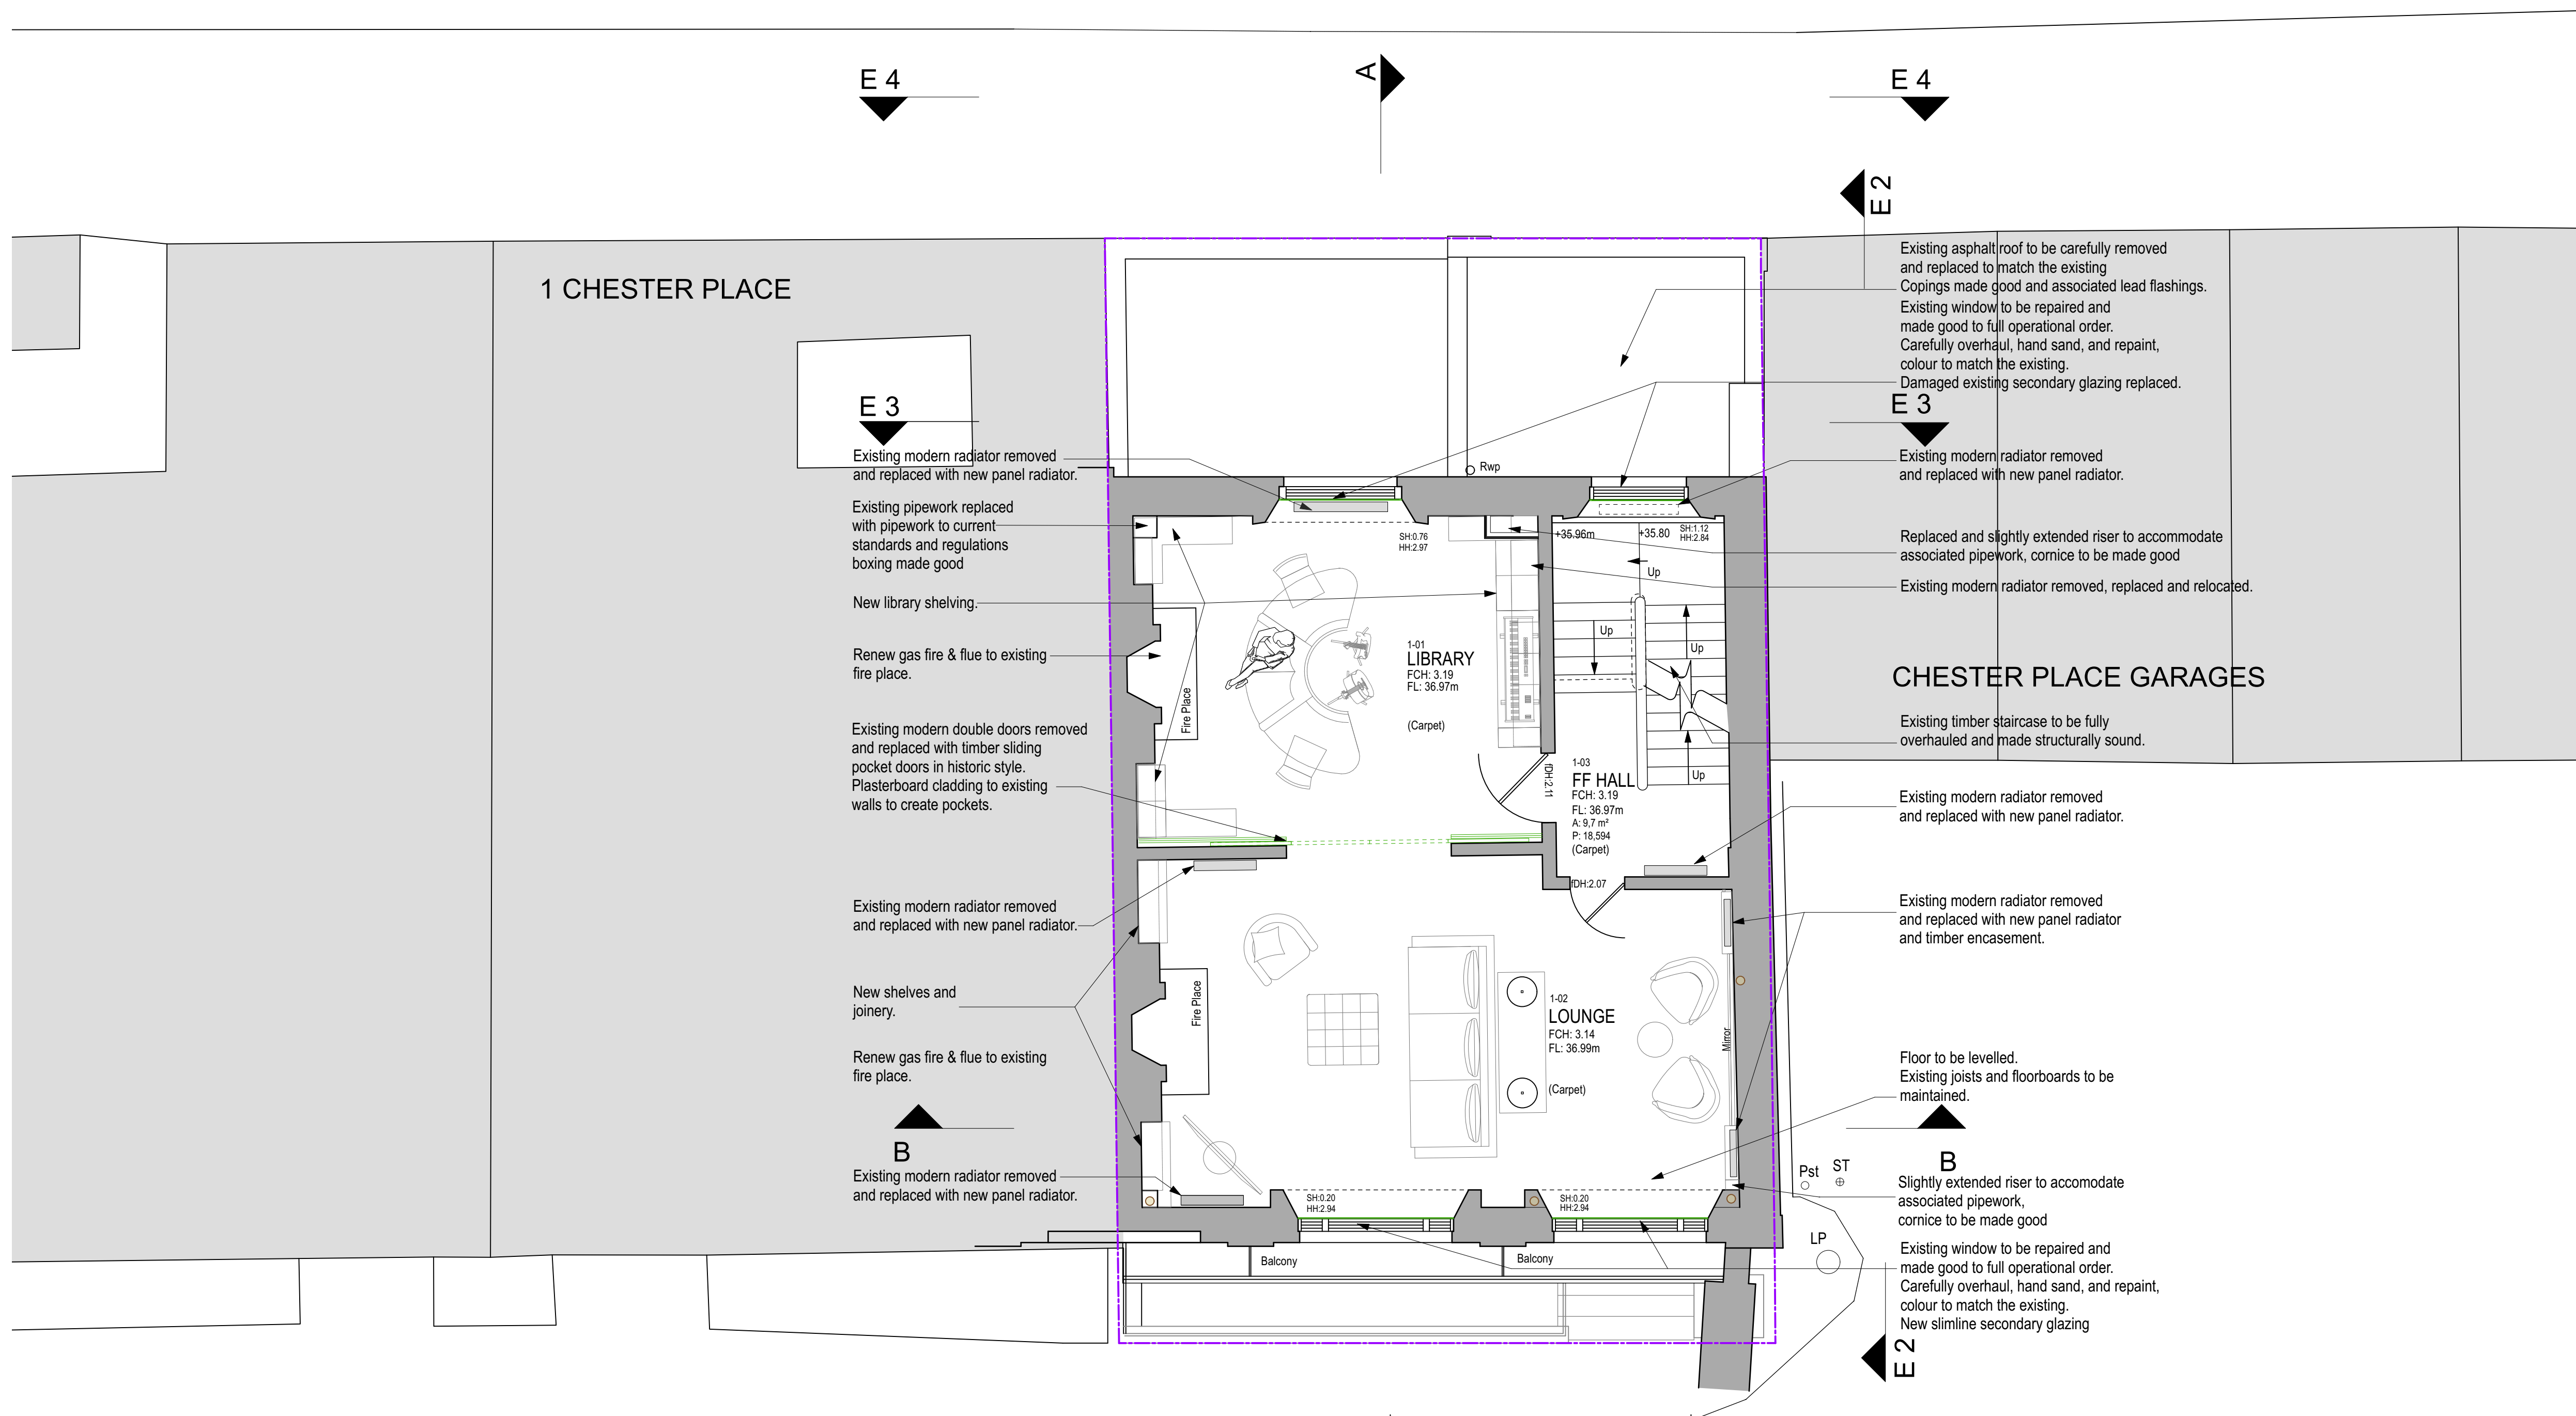 E 4
A
E 4
E 2
1 CHESTER PLACE
Existing asphalt roof to be carefully removed
and replaced to match the existing
Copings made good and associated lead flashings.
Existing window to be repaired and
made good to full operational order.
Carefully overhaul, hand sand, and repaint,
colour to match the existing.
Damaged existing secondary glazing replaced.
E 3
E 3
Existing modern radiator removed
and replaced with new panel radiator.
Rwp
Existing modern radiator removed
and replaced with new panel radiator.
Existing pipework replaced
with pipework to current
standards and regulations
boxing made good
SH:0.76
HH:2.97
+35.96m
+35.80
SH:1.12
HH:2.84
Up
Replaced and slightly extended riser to accommodate
associated pipework, cornice to be made good
Existing modern radiator removed, replaced and relocated.
New library shelving.
Up
Up
Renew gas fire & flue to existing
fire place.
Fire Place
1-01
LIBRARY
FCH: 3.19
FL: 36.97m
(Carpet)
CHESTER PLACE GARAGES
Existing timber staircase to be fully
overhauled and made structurally sound.
Existing modern double doors removed
and replaced with timber sliding
pocket doors in historic style.
Plasterboard cladding to existing
walls to create pockets.
fDH:2.11
1-03
FF HALL
FCH: 3.19
FL: 36.97m
A: 9,7 m²
P: 18,594
(Carpet)
Up
Existing modern radiator removed
and replaced with new panel radiator.
fDH:2.07
Existing modern radiator removed
and replaced with new panel radiator.
Existing modern radiator removed
and replaced with new panel radiator
and timber encasement.
New shelves and
joinery.
Fire Place
1-02
LOUNGE
FCH: 3.14
FL: 36.99m
(Carpet)
Mirror
Renew gas fire & flue to existing
fire place.
Floor to be levelled.
Existing joists and floorboards to be
maintained.
B
B
Existing modern radiator removed
and replaced with new panel radiator.
SH:0.20
HH:2.94
SH:0.20
HH:2.94
Pst
ST
Slightly extended riser to accomodate
associated pipework,
cornice to be made good
LP
Balcony
Balcony
Existing window to be repaired and
made good to full operational order.
Carefully overhaul, hand sand, and repaint,
colour to match the existing.
New slimline secondary glazing
E 2